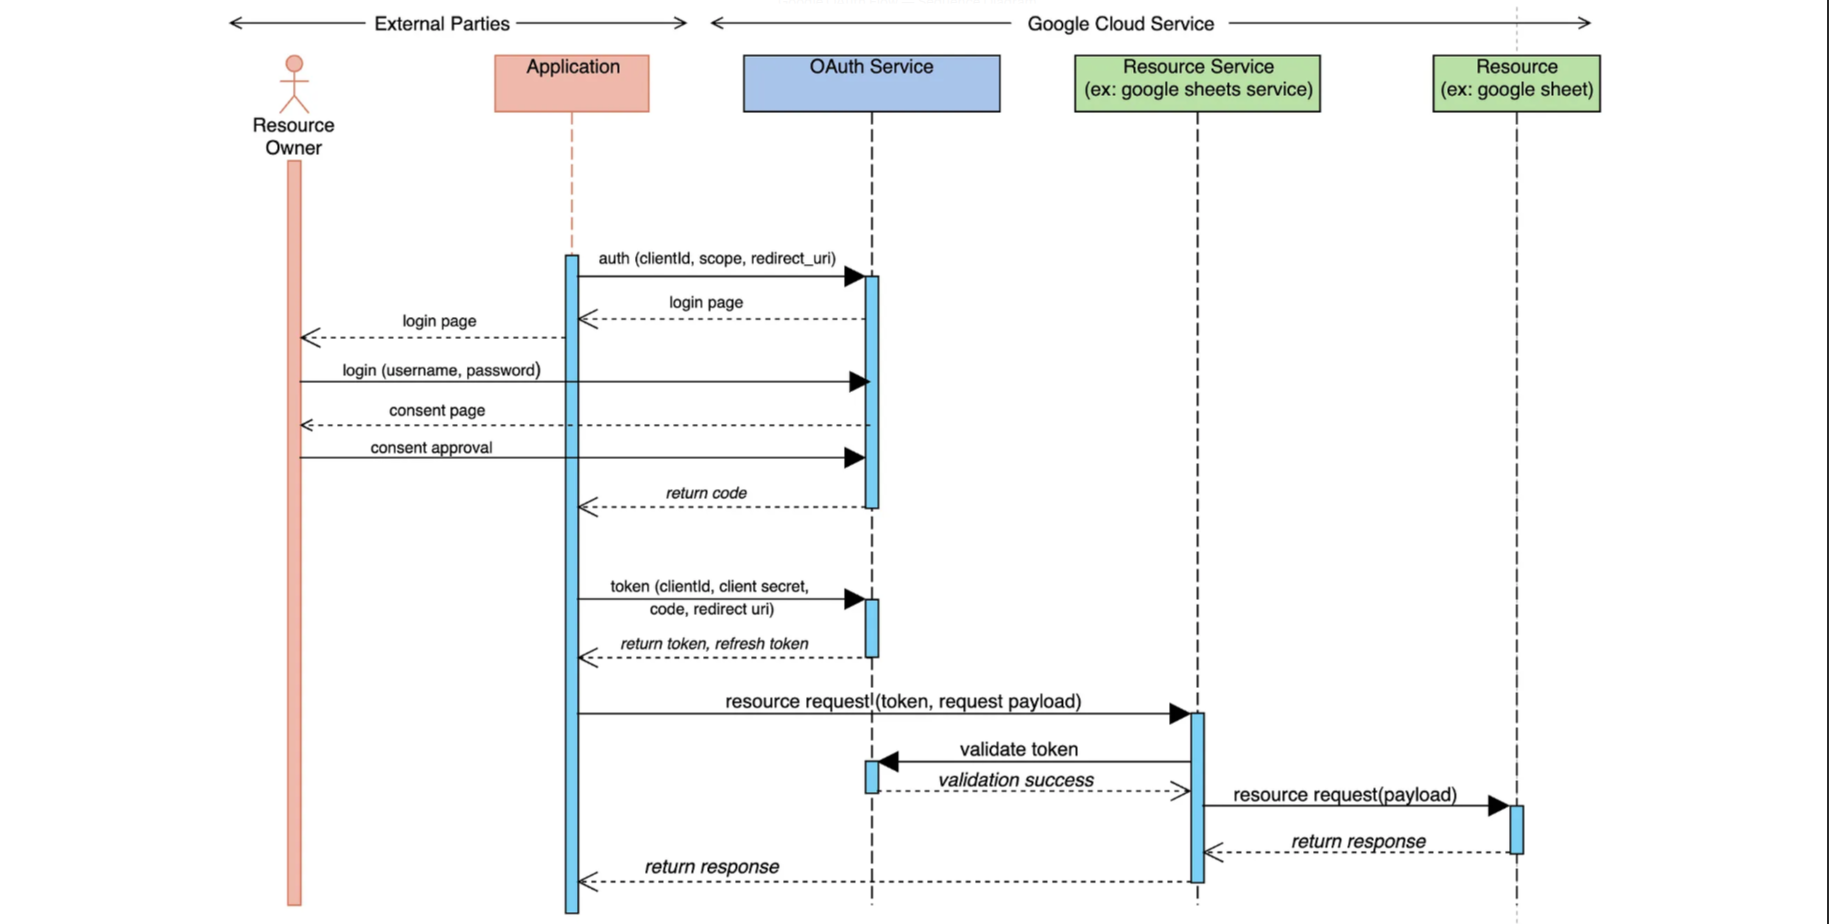 External Parties
Google Cloud Service
Application
OAuth Service
Resource Service
(ex: google sheets service)
Resource
(ex: google sheet)
Resource
Owner
auth (clientId, scope, redirect_uri)
login page
login page
login (username, password)
consent page
consent approval
return code
token (clientId, client secret,
code, redirect uri)
return token, refresh token
resource request (token, request payload)
validate token
validation success
resource request(payload)
return response
return response